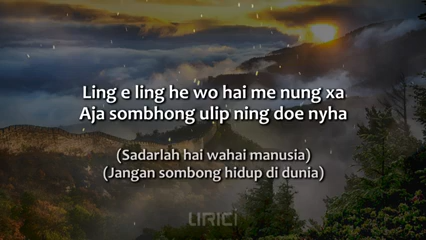 Ling e ling he wo hai me nung xa
Aja sombhong ulip ning doe nyha
(Sadarlah hai wahai manusia)
(Jangan sombong hidup di dunia)
LIRICI